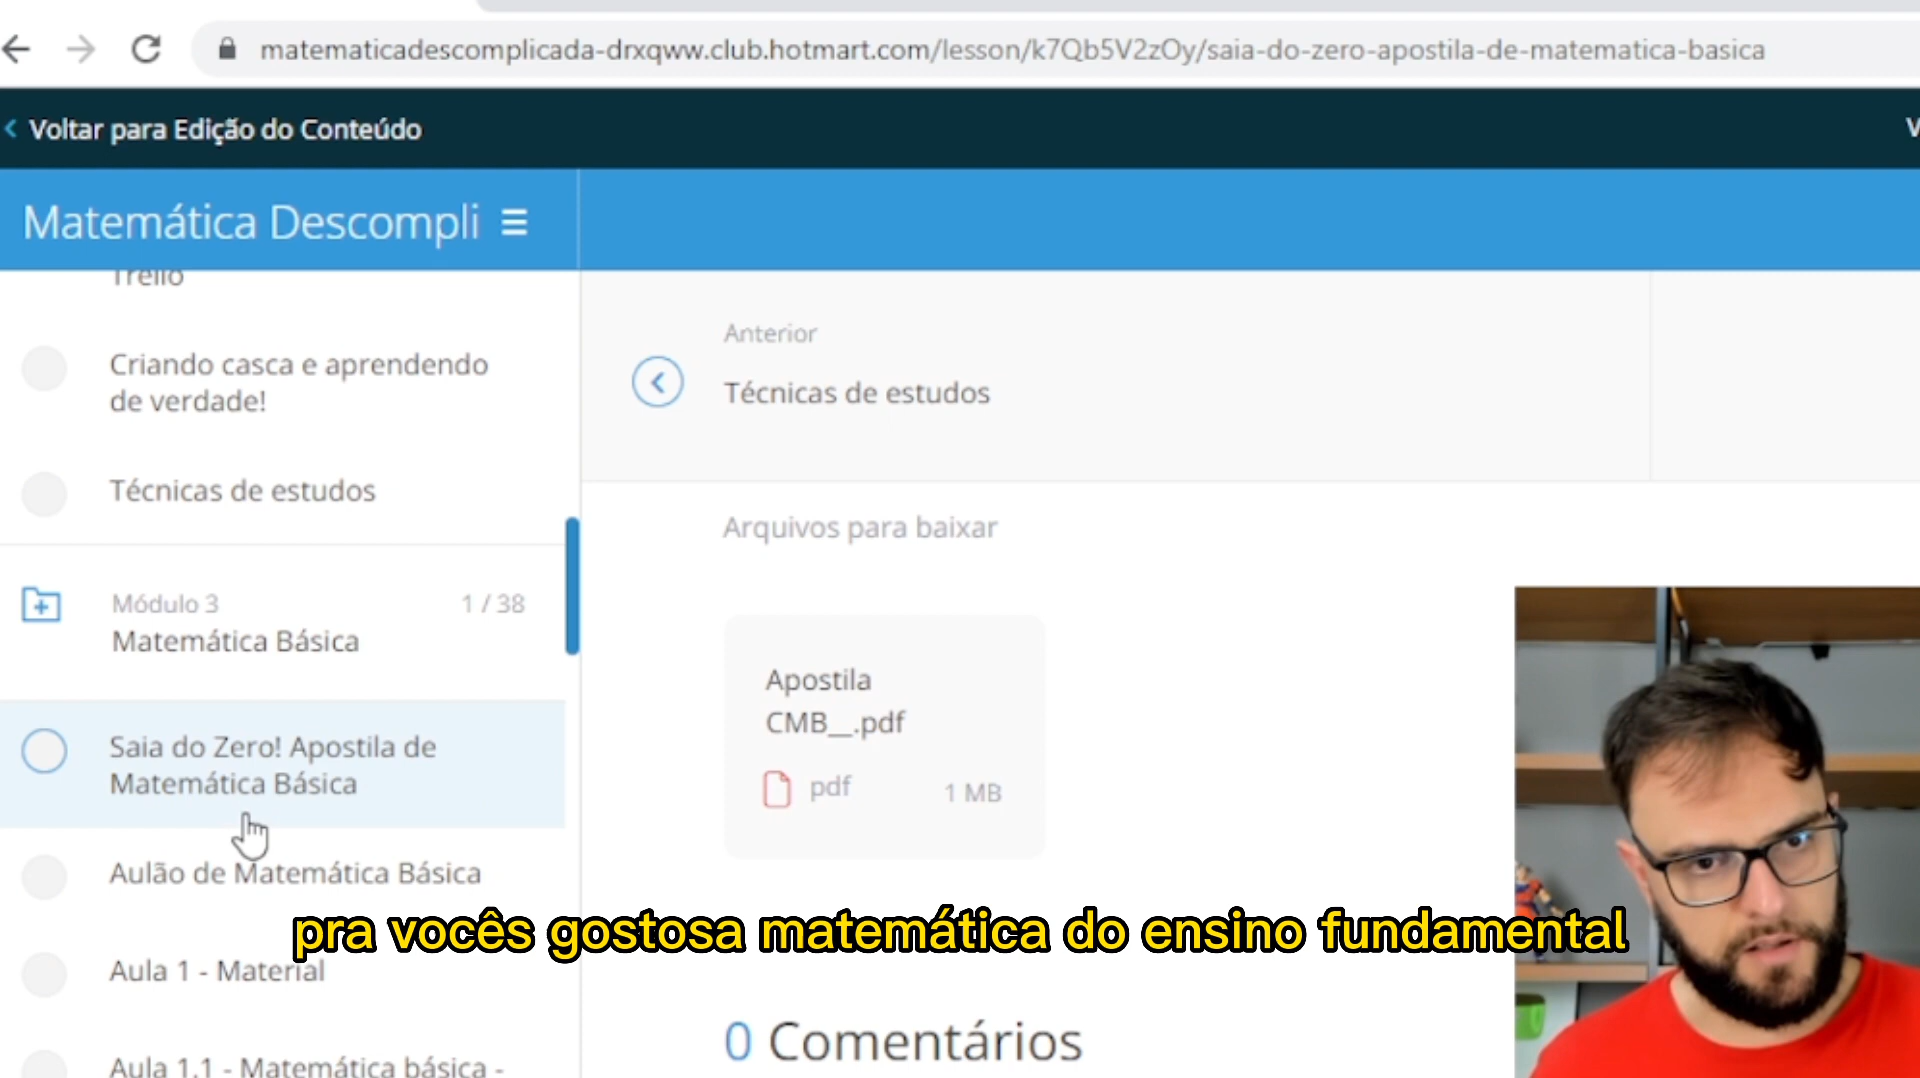 matematicadescomplicada-drxqww.club.hotmart.com/lesson/k7Qb5V2zOy/saia-do-zero-apostila-de-matematica-basica
Voltar para Edição do Conteúdo
V
Matemática Descompli
Trello
Criando casca e aprendendo
de verdade!
Técnicas de estudos
Módulo 3
1 / 38
Matemática Básica
Saia do Zero! Apostila de
Matemática Básica
Aulão de Matemática Básica
Aula 1 - Material
Aula 1.1 - Matemática básica -
Anterior
Técnicas de estudos
Arquivos para baixar
Apostila
CMB__.pdf
pdf
1 MB
pra vocês gostosa matemática do ensino fundamental
0 Comentários